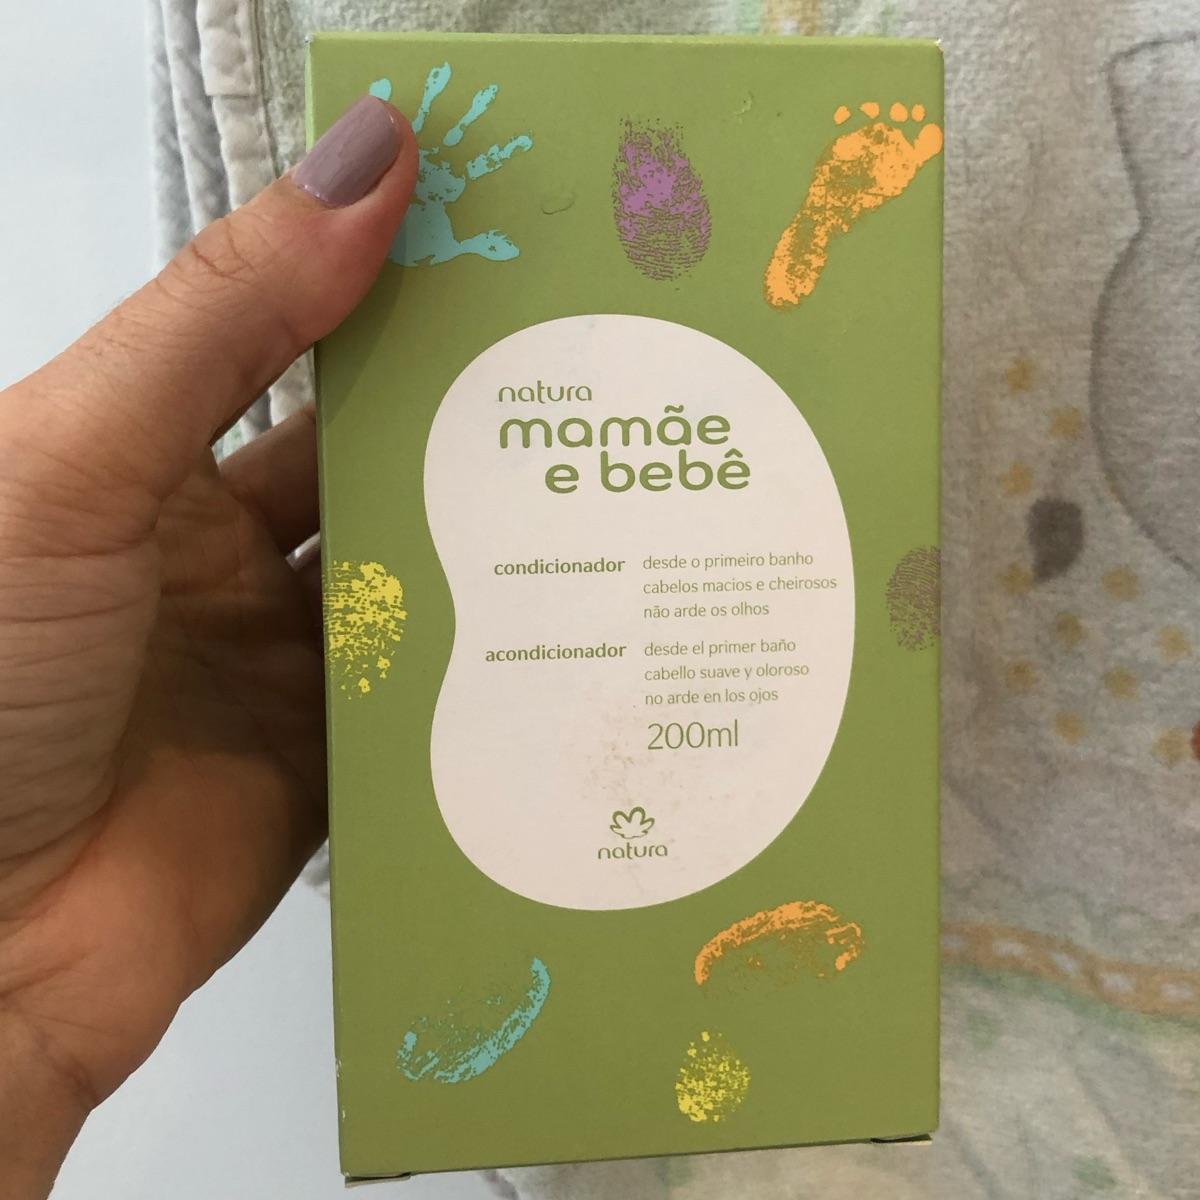 natura
mamãe
e bebê
condicionador
desde o primeiro banho
cabelos macios e cheirosos
não arde os olhos
acondicionador
desde el primer baño
cabello suave y oloroso
no arde en los ojos
200ml
natura